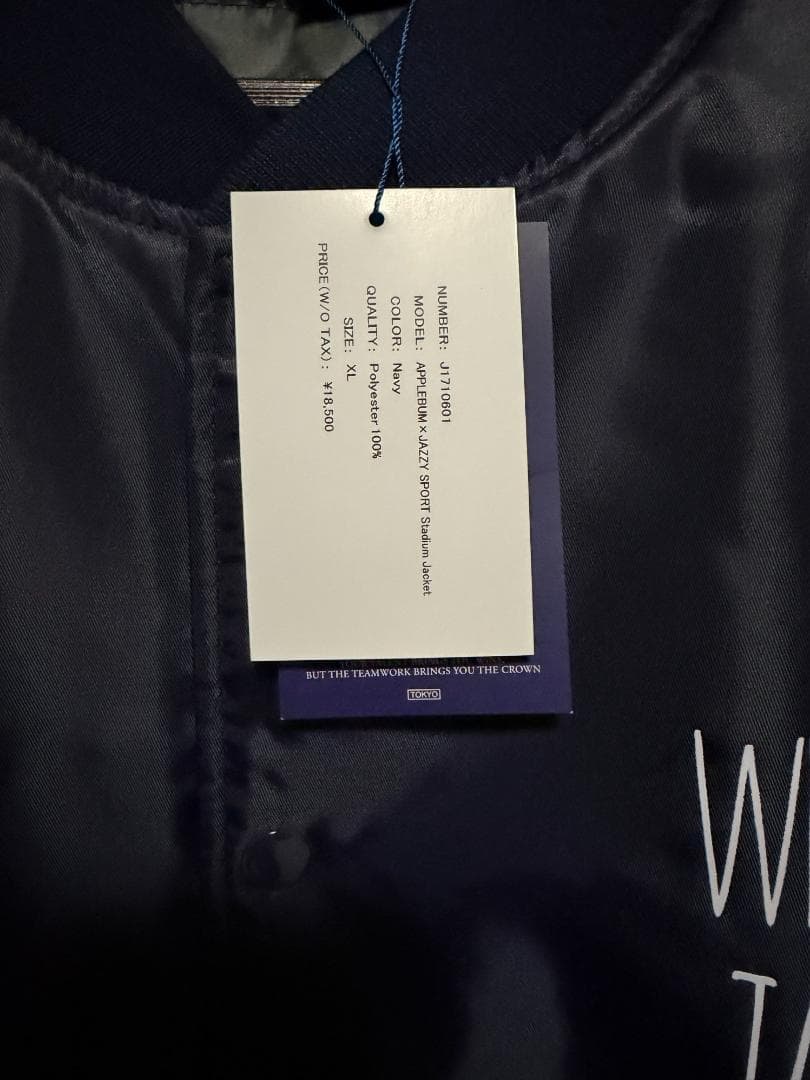 NUMBER: J1710601
MODEL: APPLEBUM × JAZZY SPORT Stadium Jacket
COLOR: Navy
QUALITY: Polyester 100%
SIZE: XL
PRICE(W/O TAX): ¥18,500
BUT THE TEAMWORK BRINGS YOU THE CROWN
TOKYO
W
TA